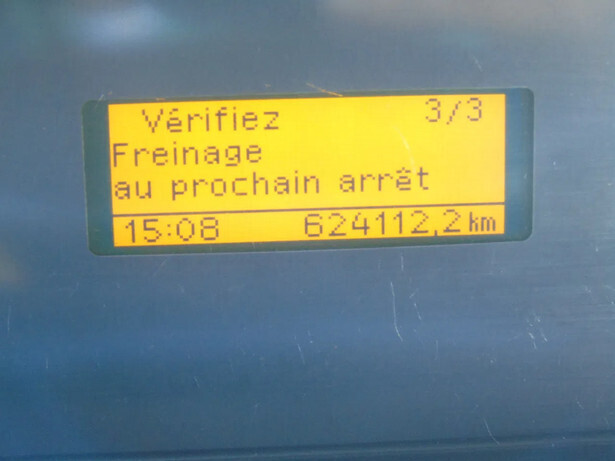 Vérifiez 3/3
Freinage
au prochain arrêt
15:08 624112,2 km